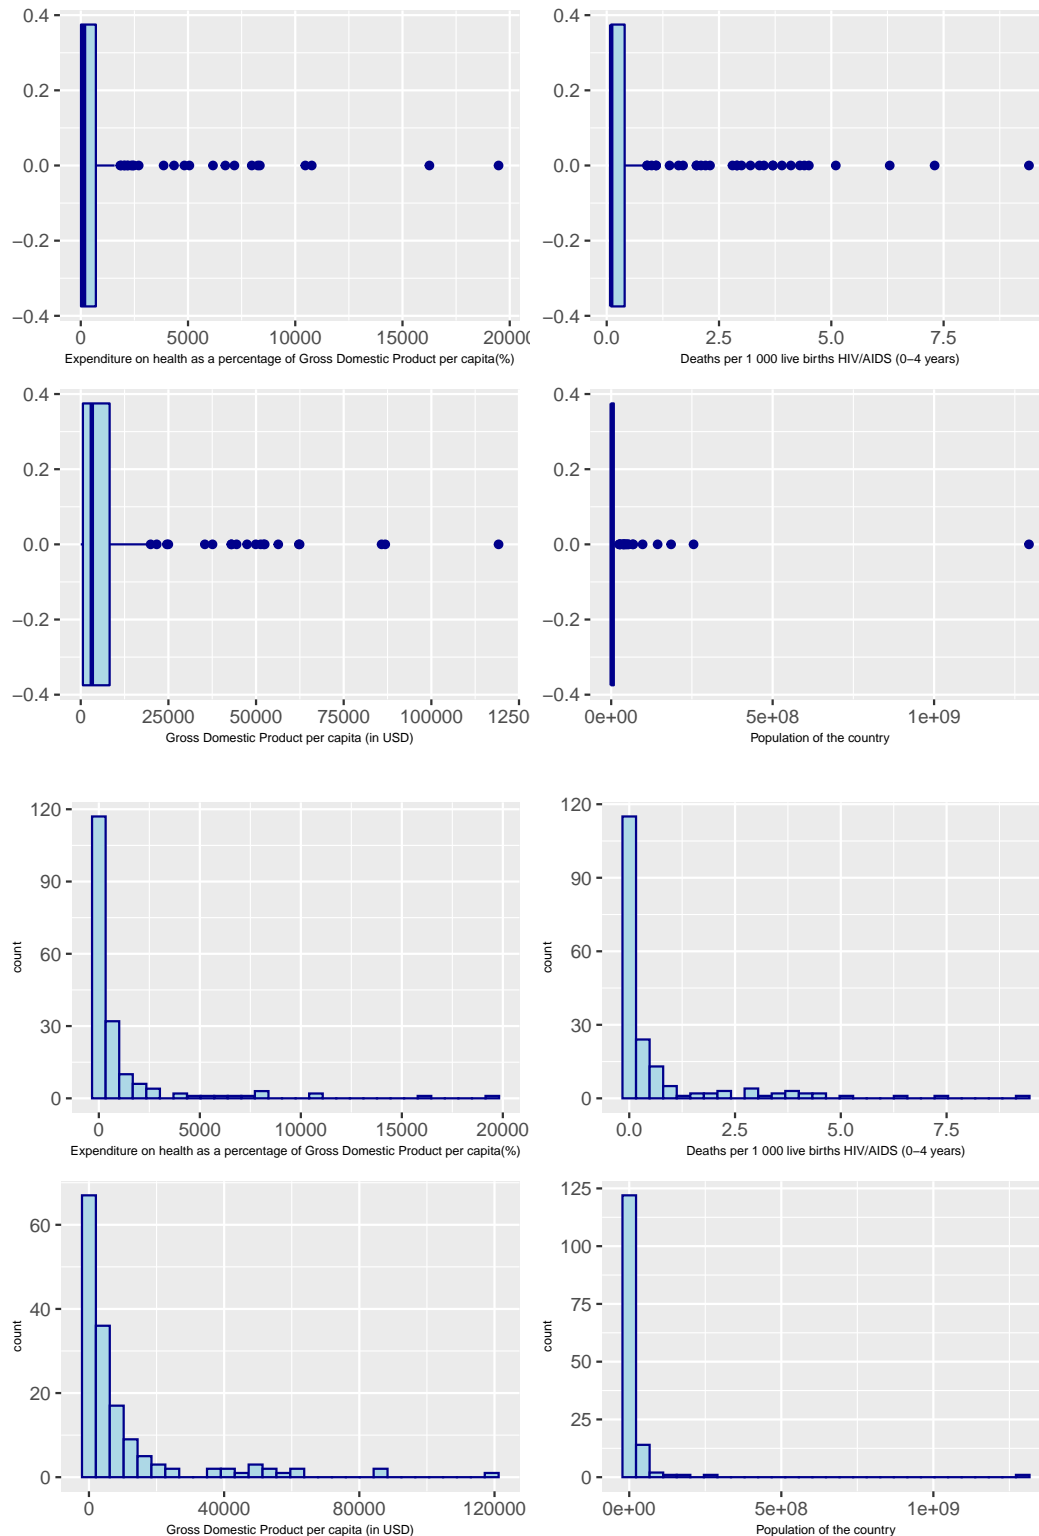 0.4
0.2
0.0
−0.2
−0.4
0 5000 10000 15000 2000
Expenditure on health as a percentage of Gross Domestic Product per capita(%)
0.4
0.2
0.0
−0.2
−0.4
0.0 2.5 5.0 7.5
Deaths per 1 000 live births HIV/AIDS (0−4 years)
0.4
0.2
0.0
−0.2
−0.4
0 25000 50000 75000 100000 1250
Gross Domestic Product per capita (in USD)
0.4
0.2
0.0
−0.2
−0.4
0e+00 5e+08 1e+09
Population of the country
120
90
60
30
0
count
0 5000 10000 15000 20000
Expenditure on health as a percentage of Gross Domestic Product per capita(%)
120
90
60
30
0
count
0.0 2.5 5.0 7.5
Deaths per 1 000 live births HIV/AIDS (0−4 years)
60
40
20
0
count
0 40000 80000 120000
Gross Domestic Product per capita (in USD)
125
100
75
50
25
0
count
0e+00 5e+08 1e+09
Population of the country